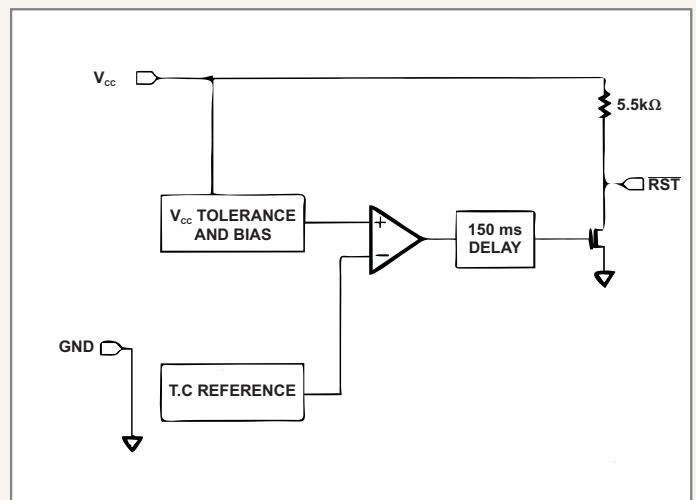 Vcc
5.5kΩ
RST
Vcc TOLERANCE
AND BIAS
+
−
150 ms
DELAY
GND
T.C REFERENCE